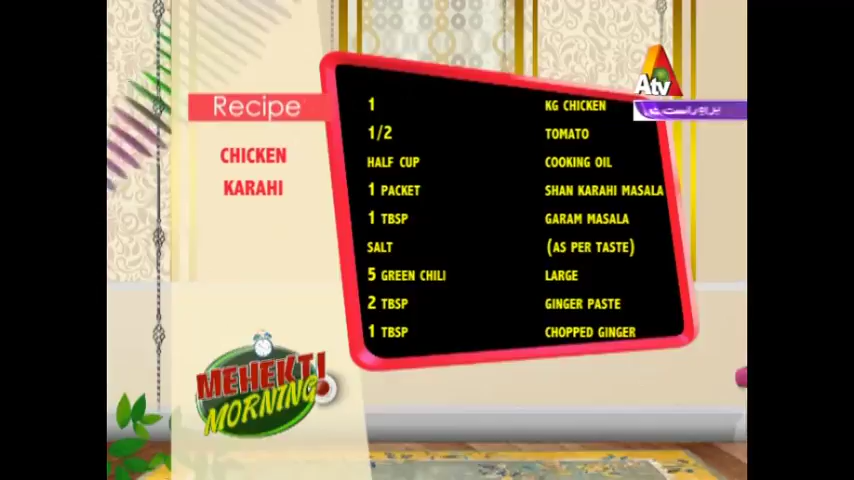 Atv
براہ راست
Recipe
CHICKEN
KARAHI
1 KG CHICKEN
1/2 TOMATO
HALF CUP COOKING OIL
1 PACKET SHAN KARAHI MASALA
1 TBSP GARAM MASALA
SALT (AS PER TASTE)
5 GREEN CHILI LARGE
2 TBSP GINGER PASTE
1 TBSP CHOPPED GINGER
MEHEKTI
MORNING